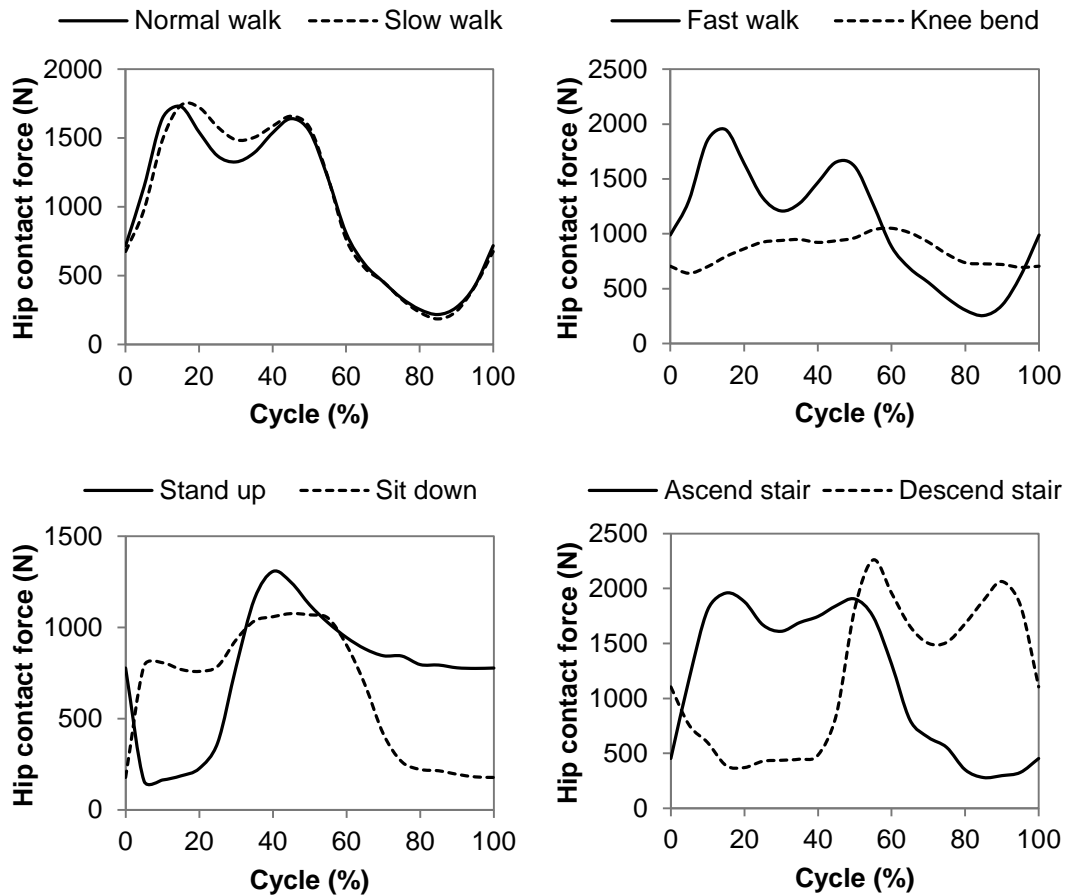 Normal walk Slow walk
Hip contact force (N)
2000
1500
1000
500
0
0 20 40 60 80 100
Cycle (%)
Fast walk Knee bend
Hip contact force (N)
2500
2000
1500
1000
500
0
0 20 40 60 80 100
Cycle (%)
Stand up Sit down
Hip contact force (N)
1500
1000
500
0
0 20 40 60 80 100
Cycle (%)
Ascend stair Descend stair
Hip contact force (N)
2500
2000
1500
1000
500
0
0 20 40 60 80 100
Cycle (%)